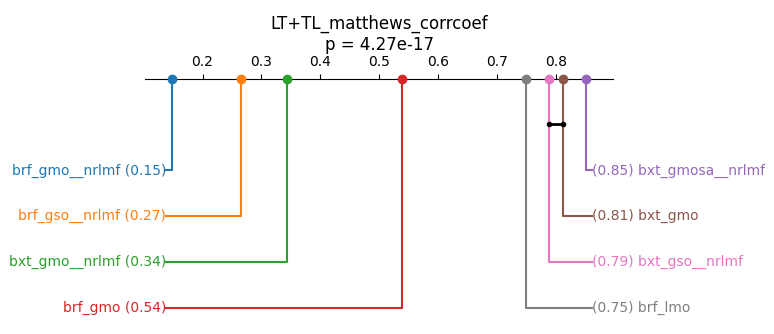 LT+TL_matthews_corrcoef
p = 4.27e-17
0.2 0.3 0.4 0.5 0.6 0.7 0.8
brf_gmo__nrlmf (0.15) (0.85) bxt_gmosa__nrlmf
brf_gso__nrlmf (0.27) (0.81) bxt_gmo
bxt_gmo__nrlmf (0.34) (0.79) bxt_gso__nrlmf
brf_gmo (0.54) (0.75) brf_lmo